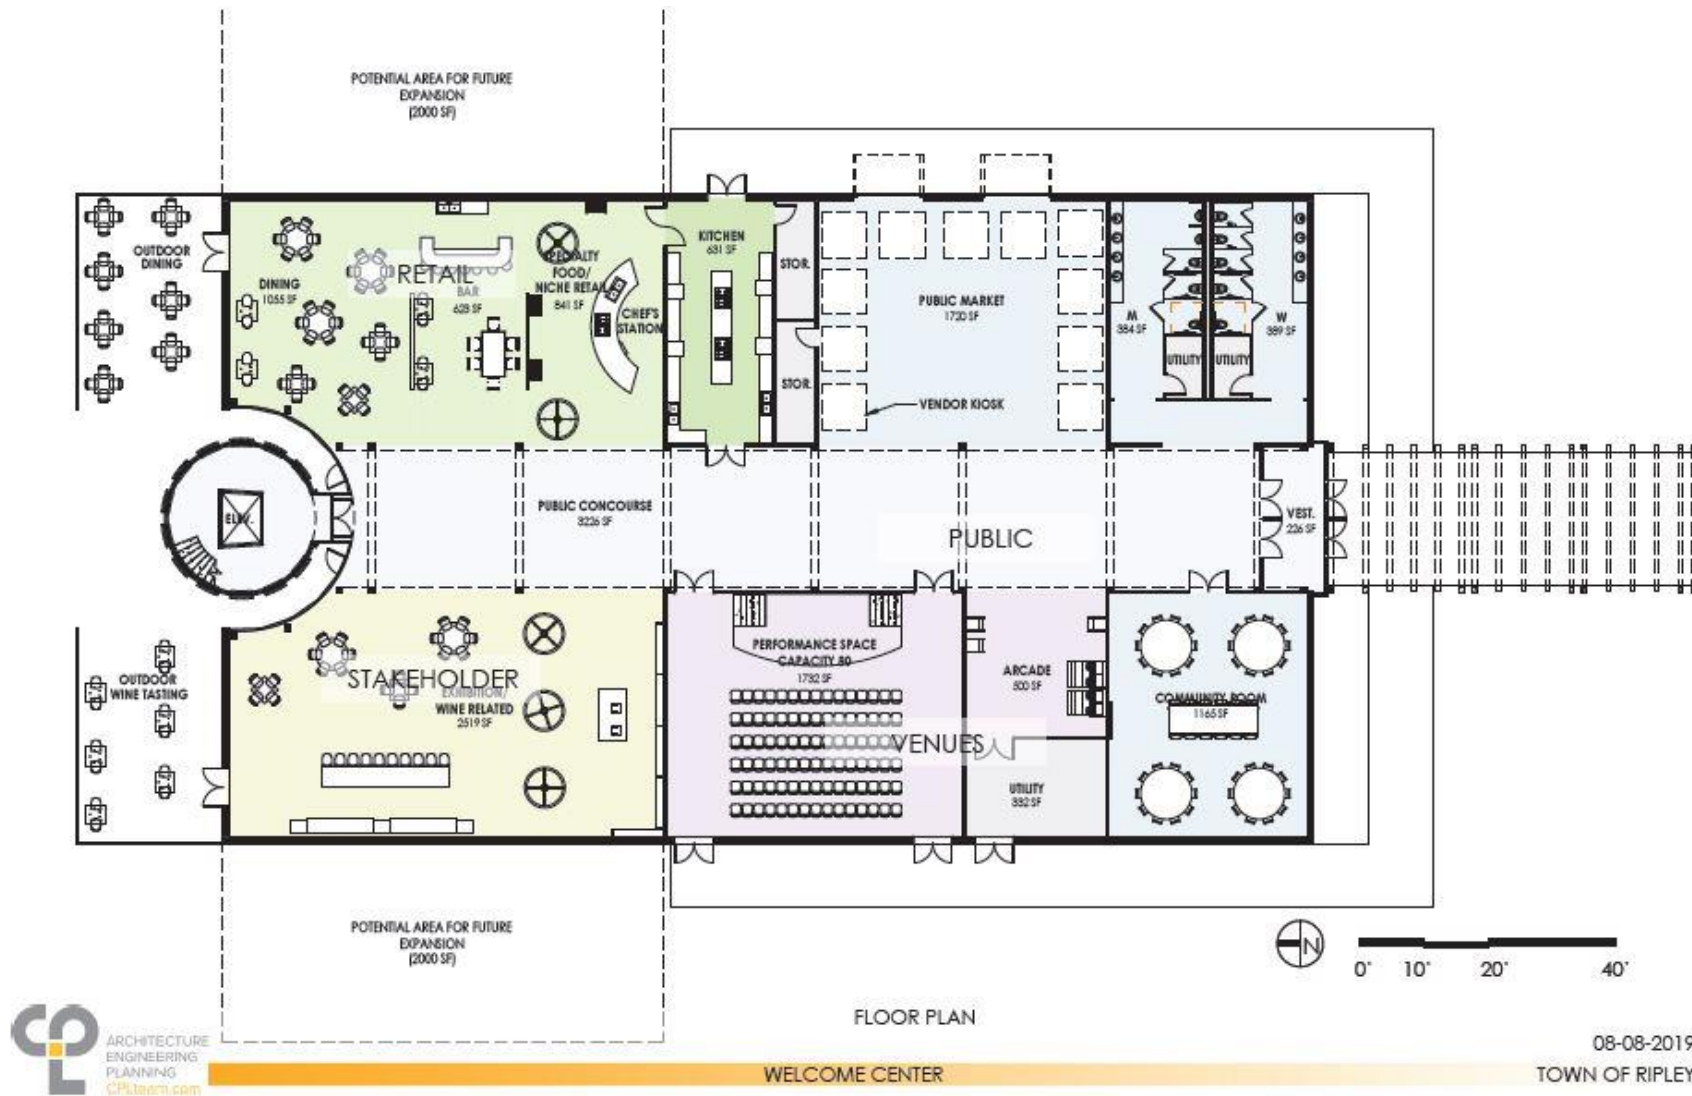 POTENTIAL AREA FOR FUTURE
EXPANSION
(2000 SF)
OUTDOOR
DINING
DINING
1055 SF
RETAIL
BAR
623 SF
SPECIALTY
FOOD/
NICHE RETAIL
841 SF
CHEF'S
STATION
KITCHEN
631 SF
STOR.
STOR.
PUBLIC MARKET
1720 SF
VENDOR KIOSK
M
384 SF
W
389 SF
UTILITY
UTILITY
ELEV.
PUBLIC CONCOURSE
3226 SF
PUBLIC
VEST.
226 SF
OUTDOOR
WINE TASTING
STAKEHOLDER
EXHIBITION/
WINE RELATED
2519 SF
PERFORMANCE SPACE
CAPACITY 80
1732 SF
VENUES
ARCADE
500 SF
UTILITY
332 SF
COMMUNITY ROOM
1165 SF
POTENTIAL AREA FOR FUTURE
EXPANSION
(2000 SF)
N
0' 10' 20' 40'
FLOOR PLAN
CPL
ARCHITECTURE
ENGINEERING
PLANNING
CPLteam.com
08-08-2019
WELCOME CENTER
TOWN OF RIPLEY